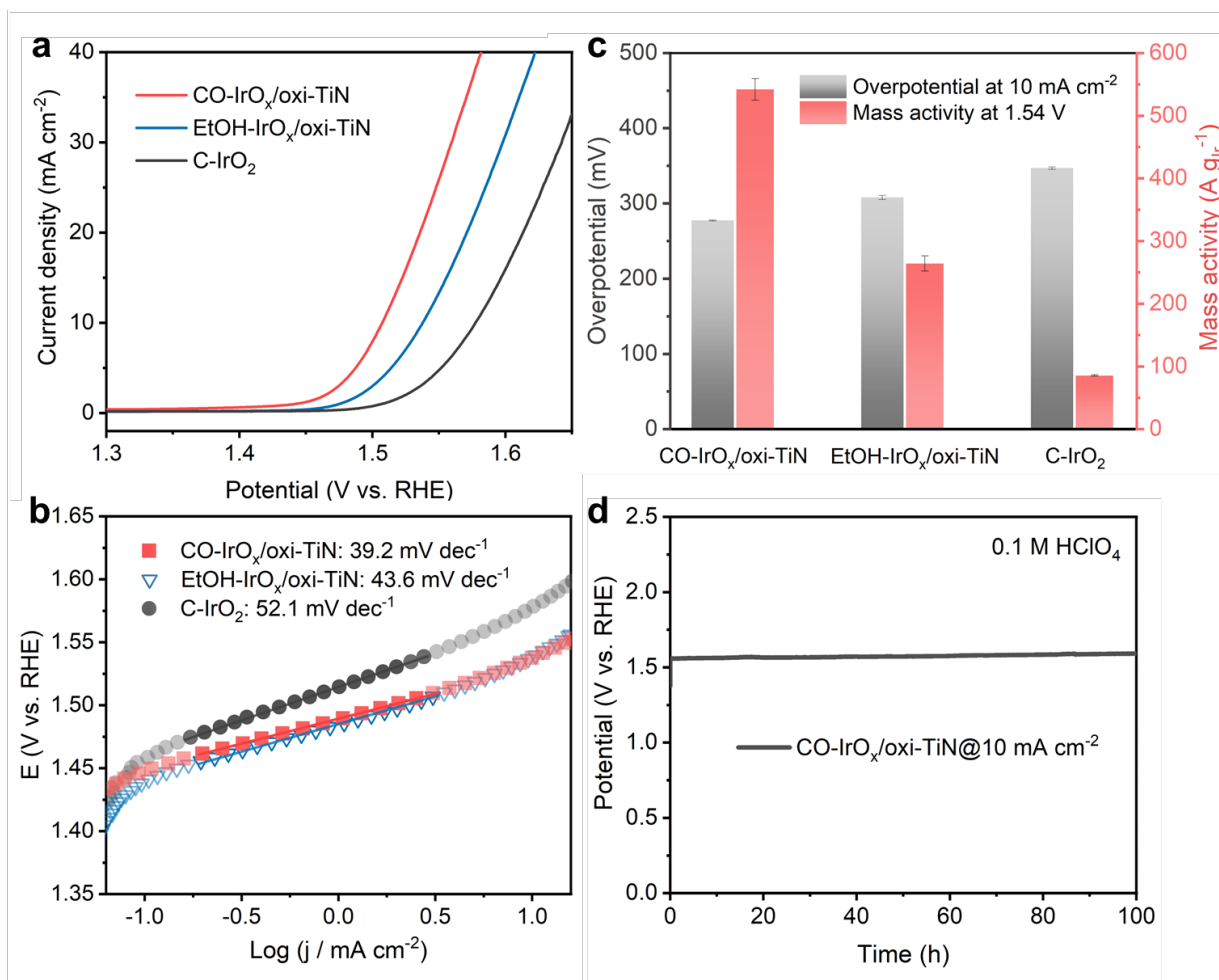 a
40
30
20
10
0
Current density (mA cm⁻²)
CO-IrOₓ/oxi-TiN
EtOH-IrOₓ/oxi-TiN
C-IrO₂
1.3
1.4
1.5
1.6
Potential (V vs. RHE)
c
500
400
300
200
100
0
Overpotential (mV)
Overpotential at 10 mA cm⁻²
Mass activity at 1.54 V
600
500
400
300
200
100
0
Mass activity (A g_Ir⁻¹)
CO-IrOₓ/oxi-TiN
EtOH-IrOₓ/oxi-TiN
C-IrO₂
b
1.65
1.60
1.55
1.50
1.45
1.40
1.35
E (V vs. RHE)
CO-IrOₓ/oxi-TiN: 39.2 mV dec⁻¹
EtOH-IrOₓ/oxi-TiN: 43.6 mV dec⁻¹
C-IrO₂: 52.1 mV dec⁻¹
-1.0
-0.5
0.0
0.5
1.0
Log (j / mA cm⁻²)
d
2.5
2.0
1.5
1.0
0.5
0.0
Potential (V vs. RHE)
0.1 M HClO₄
CO-IrOₓ/oxi-TiN@10 mA cm⁻²
0
20
40
60
80
100
Time (h)